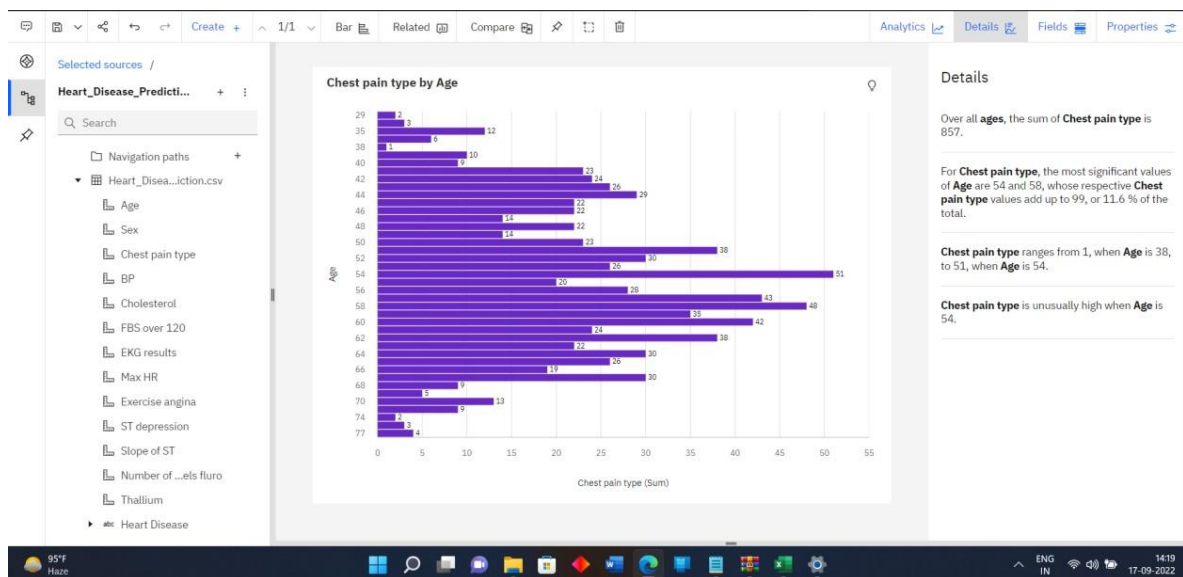 Create +
1/1
Bar
Related
Compare
Analytics
Details
Fields
Properties
Selected sources /
Heart_Disease_Predicti...
+
Search
Navigation paths
+
Heart_Disea...iction.csv
Age
Sex
Chest pain type
BP
Cholesterol
FBS over 120
EKG results
Max HR
Exercise angina
ST depression
Slope of ST
Number of ...els fluro
Thallium
abc Heart Disease
Chest pain type by Age
Age
29 2
3
35 12
6
38 1
10
40 9
23
42 24
26
44 29
22
46 22
14
48 22
14
50 23
38
52 30
26
54 51
20
56 28
43
58 48
35
60 42
24
62 38
22
64 30
26
66 19
30
68 9
5
70 13
9
74 2
3
77 4
0 5 10 15 20 25 30 35 40 45 50 55
Chest pain type (Sum)
Details
Over all ages, the sum of Chest pain type is
857.
For Chest pain type, the most significant values
of Age are 54 and 58, whose respective Chest
pain type values add up to 99, or 11.6 % of the
total.
Chest pain type ranges from 1, when Age is 38,
to 51, when Age is 54.
Chest pain type is unusually high when Age is
54.
95°F
Haze
ENG
IN
14:19
17-09-2022